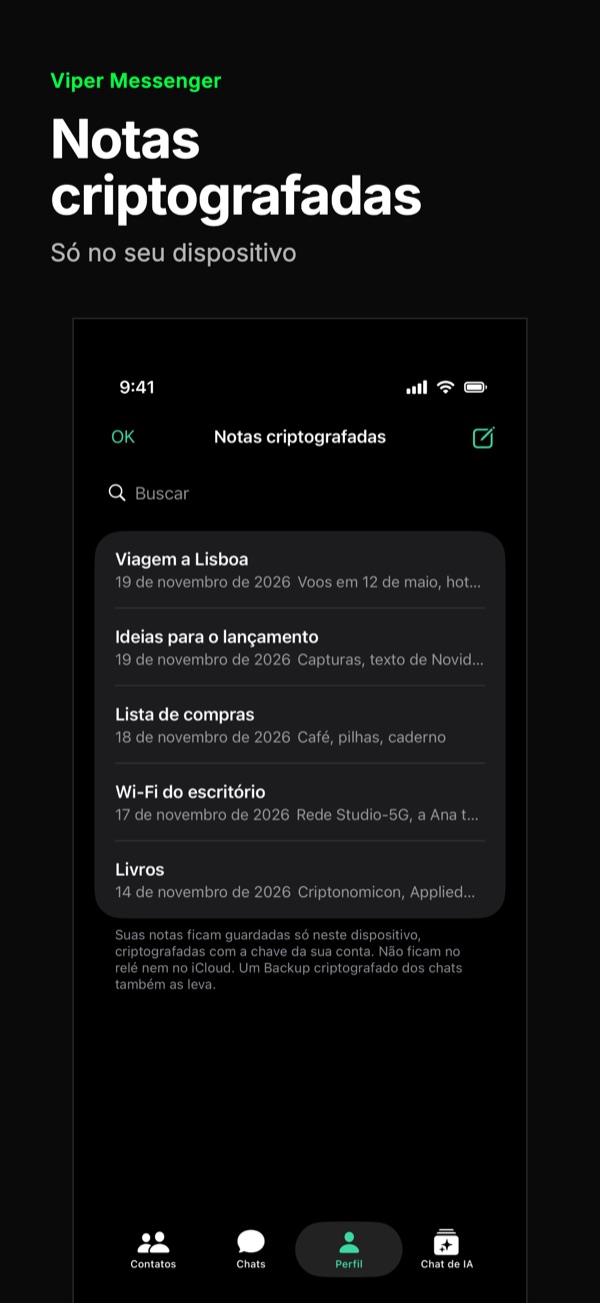 Viper Messenger
Notas
criptografadas
Só no seu dispositivo
9:41
OK
Notas criptografadas
Buscar
Viagem a Lisboa
19 de novembro de 2026 Voos em 12 de maio, hot...
Ideias para o lançamento
19 de novembro de 2026 Capturas, texto de Novid...
Lista de compras
18 de novembro de 2026 Café, pilhas, caderno
Wi-Fi do escritório
17 de novembro de 2026 Rede Studio-5G, a Ana t...
Livros
14 de novembro de 2026 Criptonomicon, Applied...
Suas notas ficam guardadas só neste dispositivo,
criptografadas com a chave da sua conta. Não ficam no
relé nem no iCloud. Um Backup criptografado dos chats
também as leva.
Contatos
Chats
Perfil
Chat de IA